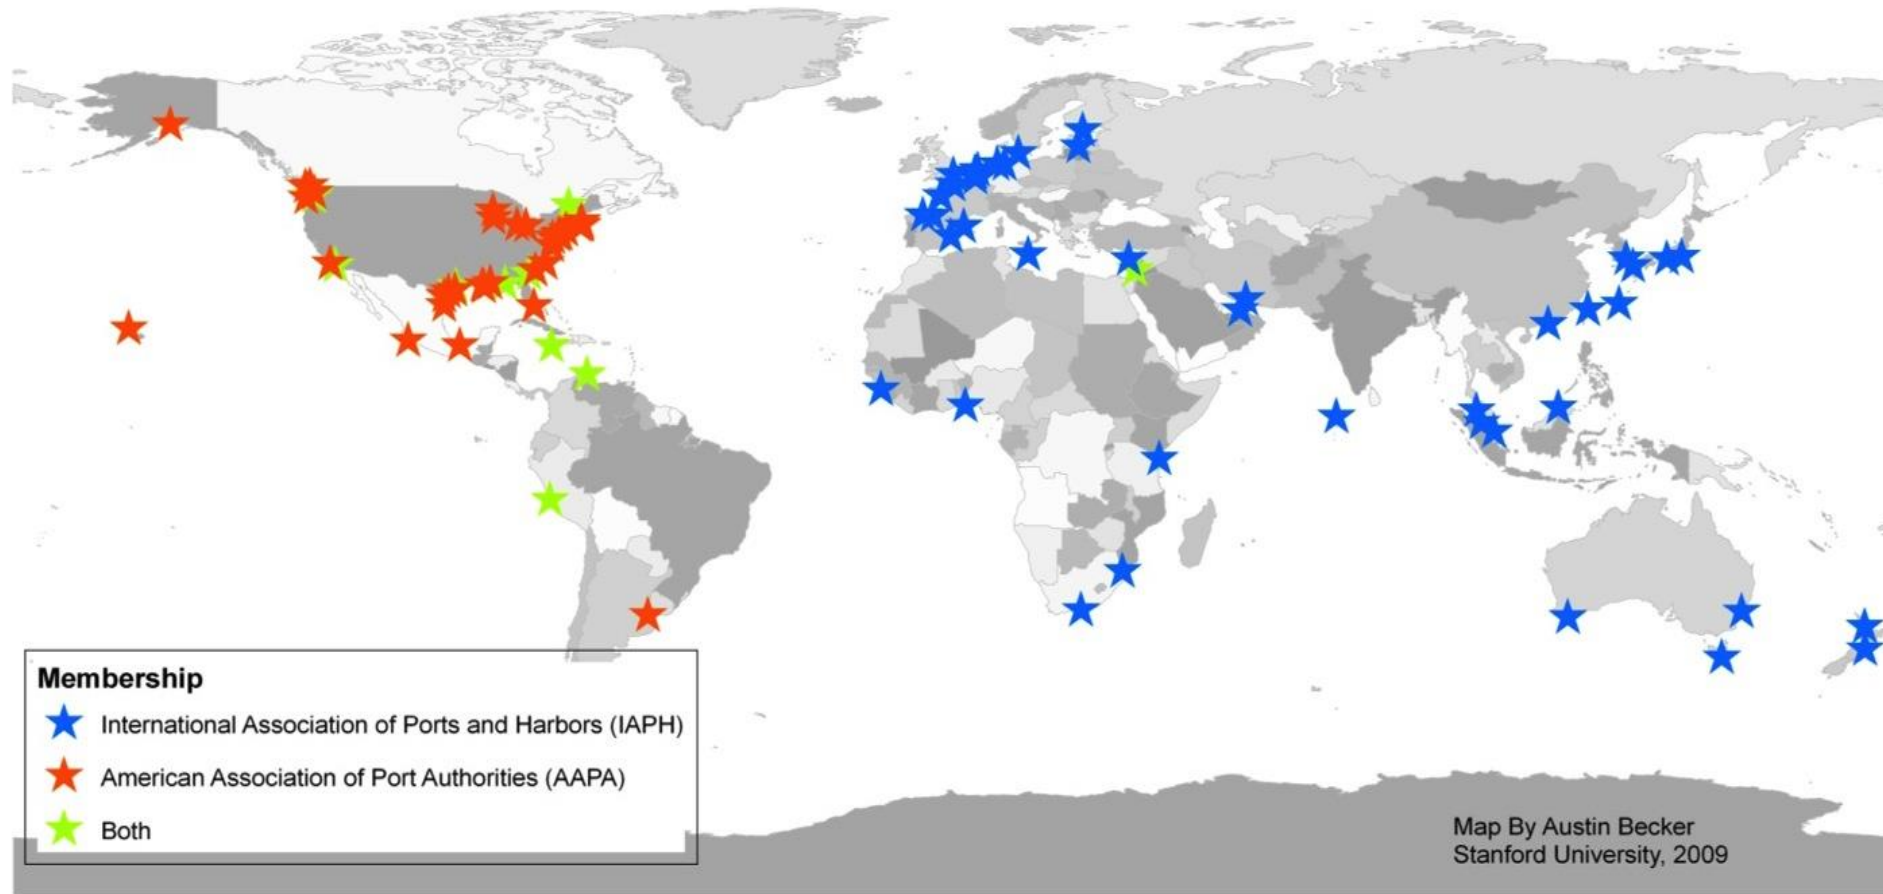 Membership
International Association of Ports and Harbors (IAPH)
American Association of Port Authorities (AAPA)
Both
Map By Austin Becker
Stanford University, 2009